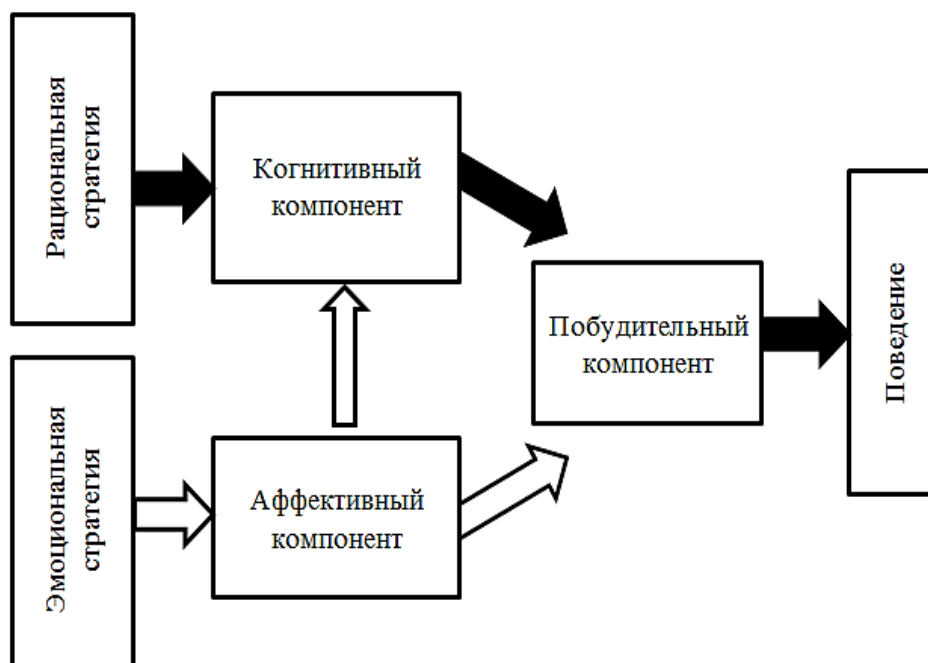 Рациональная
стратегия
Когнитивный
компонент
Побудительный
компонент
Поведение
Эмоциональная
стратегия
Аффективный
компонент